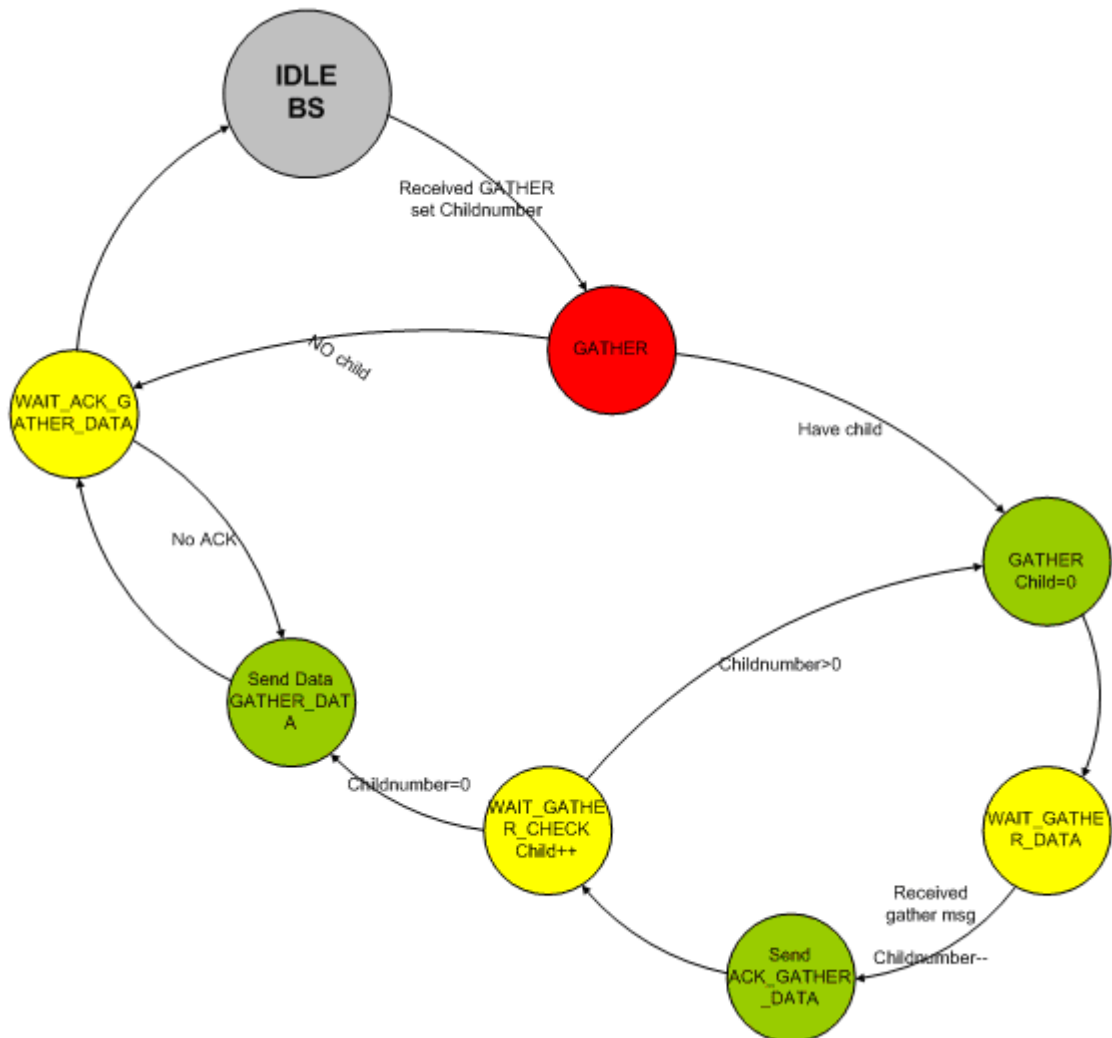 IDLE
BS
Received GATHER
set Childnumber
GATHER
NO child
WAIT_ACK_G
ATHER_DATA
Have child
No ACK
GATHER
Child=0
Childnumber>0
Send Data
GATHER_DAT
A
Childnumber=0
WAIT_GATHE
R_CHECK
Child++
WAIT_GATHE
R_DATA
Received
gather msg
Childnumber--
Send
ACK_GATHER
_DATA